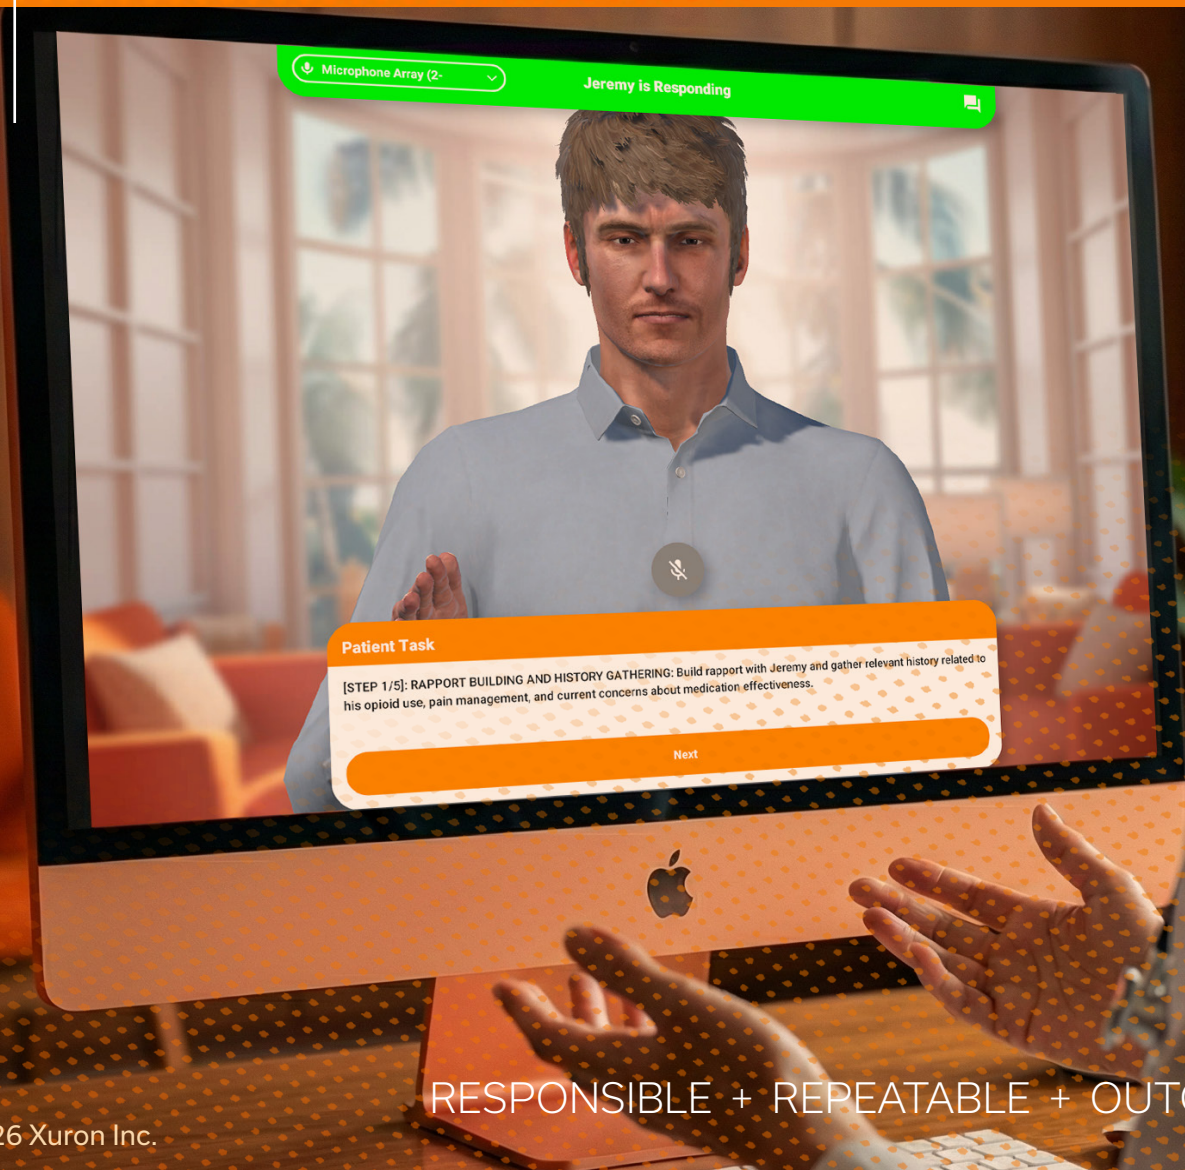 Microphone Array (2-
Jeremy is Responding
Patient Task
[STEP 1/5]: RAPPORT BUILDING AND HISTORY GATHERING: Build rapport with Jeremy and gather relevant history related to
his opioid use, pain management, and current concerns about medication effectiveness.
Next
RESPONSIBLE + REPEATABLE + OUTC
26 Xuron Inc.